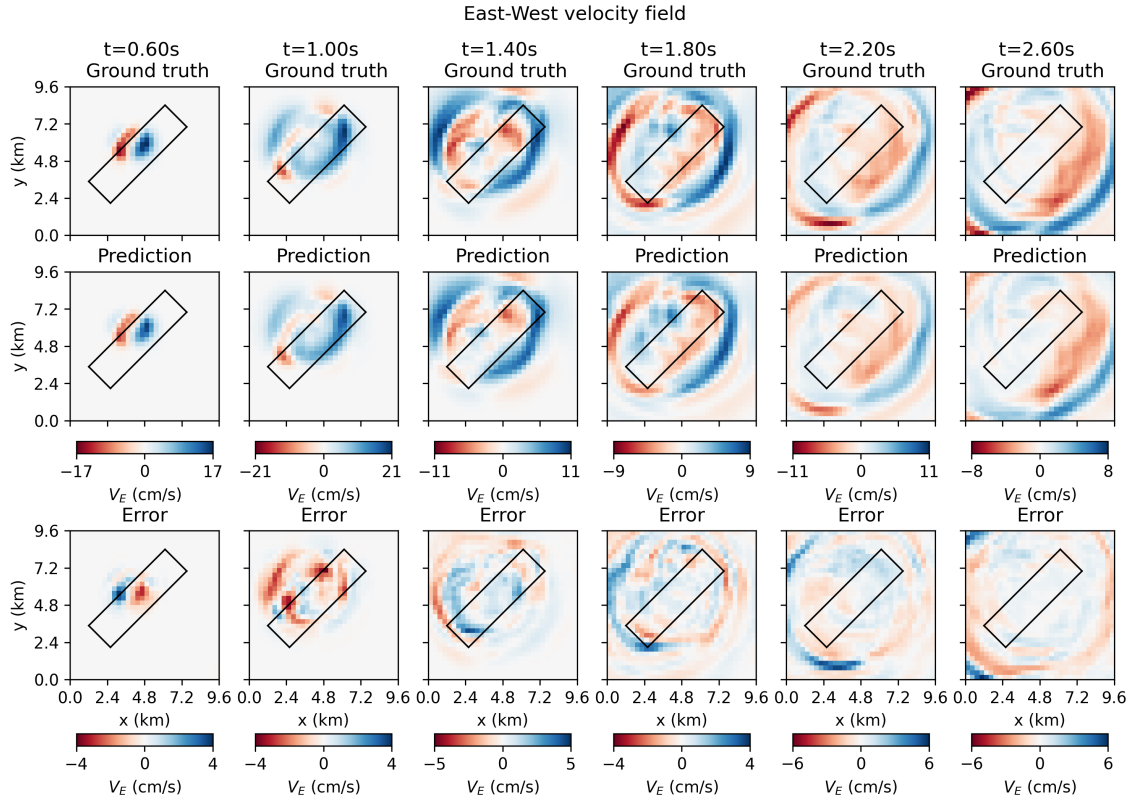 East-West velocity field
t=0.60s t=1.00s t=1.40s t=1.80s t=2.20s t=2.60s
Ground truth Ground truth Ground truth Ground truth Ground truth Ground truth
9.6
7.2
4.8
2.4
0.0
y (km)
Prediction Prediction Prediction Prediction Prediction Prediction
9.6
7.2
4.8
2.4
0.0
y (km)
−17 0 17 −21 0 21 −11 0 11 −9 0 9 −11 0 11 −8 0 8
V_E (cm/s) V_E (cm/s) V_E (cm/s) V_E (cm/s) V_E (cm/s) V_E (cm/s)
Error Error Error Error Error Error
9.6
7.2
4.8
2.4
0.0
y (km)
0.0 2.4 4.8 7.2 9.6 0.0 2.4 4.8 7.2 9.6 0.0 2.4 4.8 7.2 9.6 0.0 2.4 4.8 7.2 9.6 0.0 2.4 4.8 7.2 9.6 0.0 2.4 4.8 7.2 9.6
x (km) x (km) x (km) x (km) x (km) x (km)
−4 0 4 −4 0 4 −5 0 5 −4 0 4 −6 0 6 −6 0 6
V_E (cm/s) V_E (cm/s) V_E (cm/s) V_E (cm/s) V_E (cm/s) V_E (cm/s)